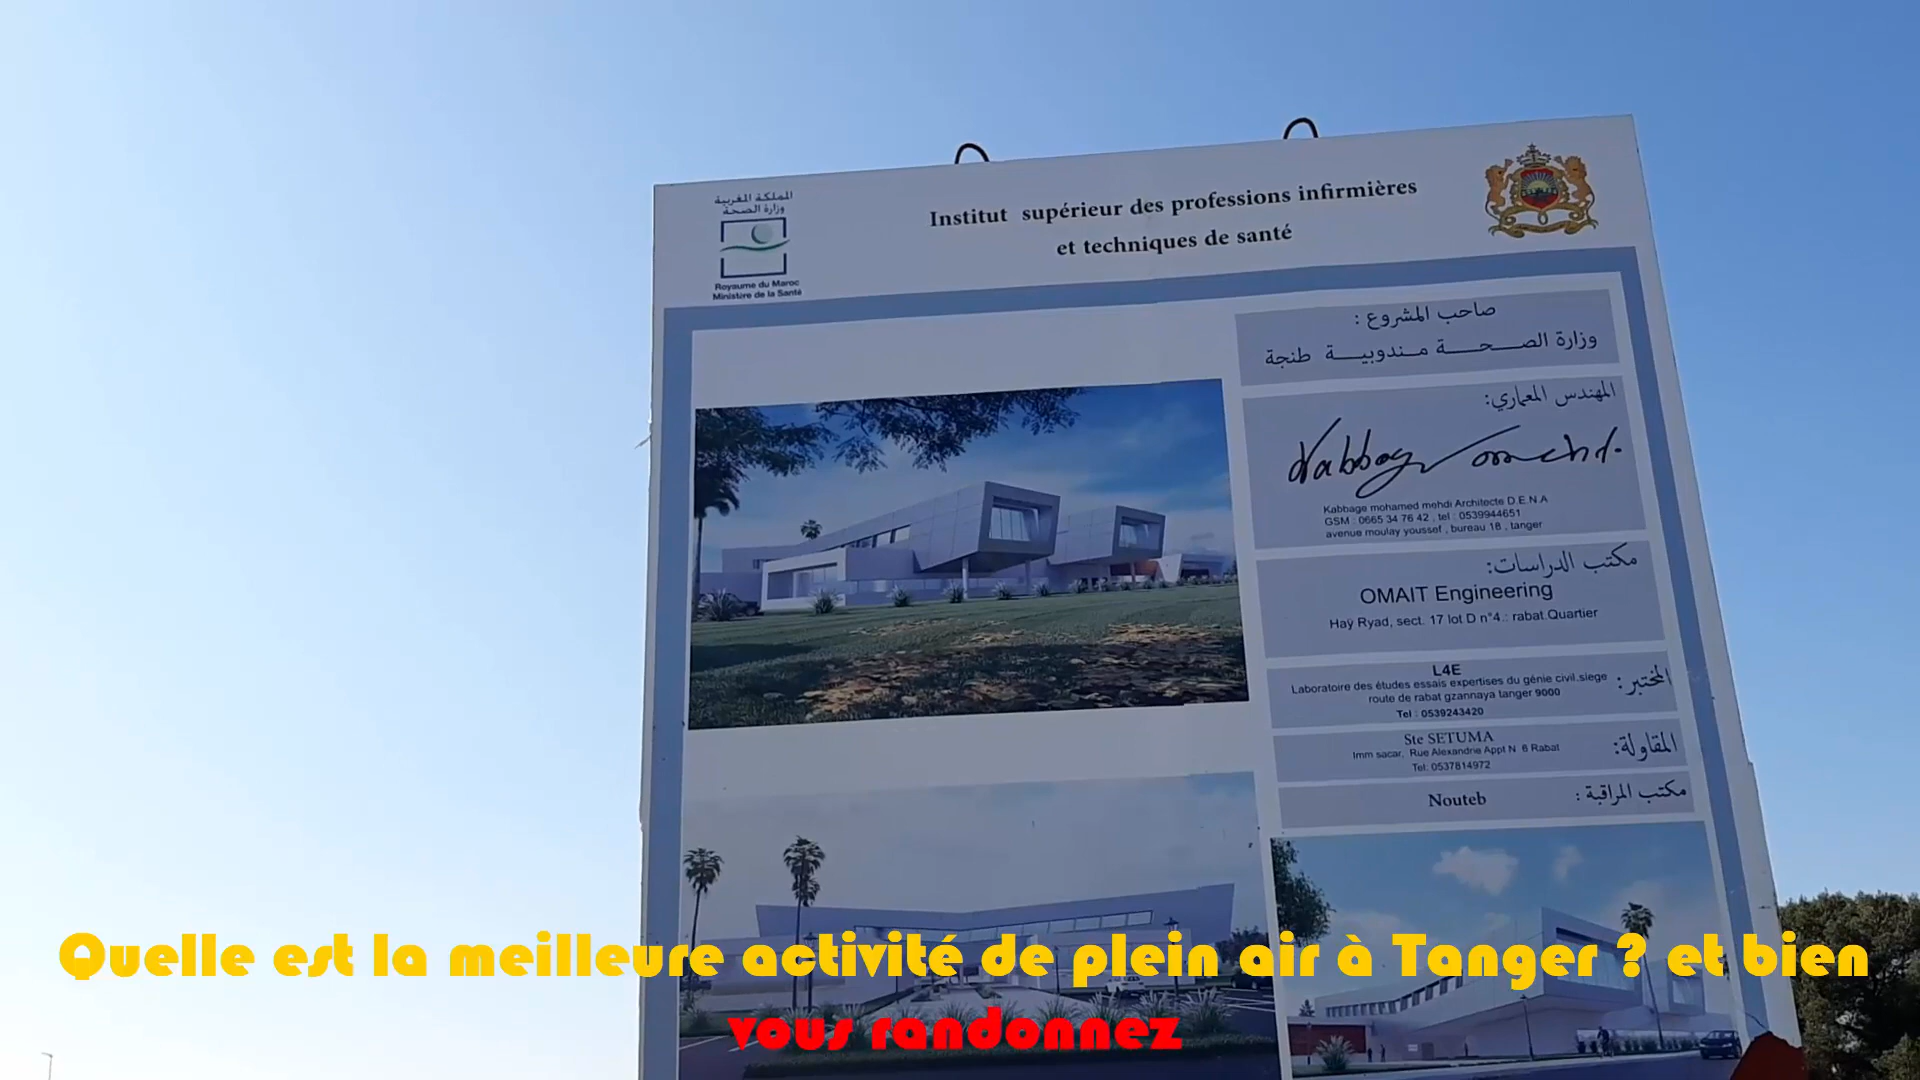 المملكة المغربية
وزارة الصحة
Royaume du Maroc
Ministère de la Santé
Institut supérieur des professions infirmières
et techniques de santé
صاحب المشروع :
وزارة الصحة مندوبية طنجة
المهندس المعماري:
Kabbage mohamed mehdi Architecte D.E.N.A
GSM : 0665 34 76 42 , tel : 0539944651
avenue moulay youssef , bureau 18 , tanger
مكتب الدراسات:
OMAIT Engineering
Haÿ Ryad, sect. 17 lot D n°4.: rabat.Quartier
المختبر :
L4E
Laboratoire des études essais expertises du génie civil.siege
route de rabat gzannaya tanger 9000
Tel : 0539243420
المقاولة:
Ste SETUMA
Imm sacar, Rue Alexandrie Appt N 6 Rabat
Tel: 0537814972
مكتب المراقبة :
Nouteb
Quelle est la meilleure activité de plein air à Tanger ? et bien
vous randonnez